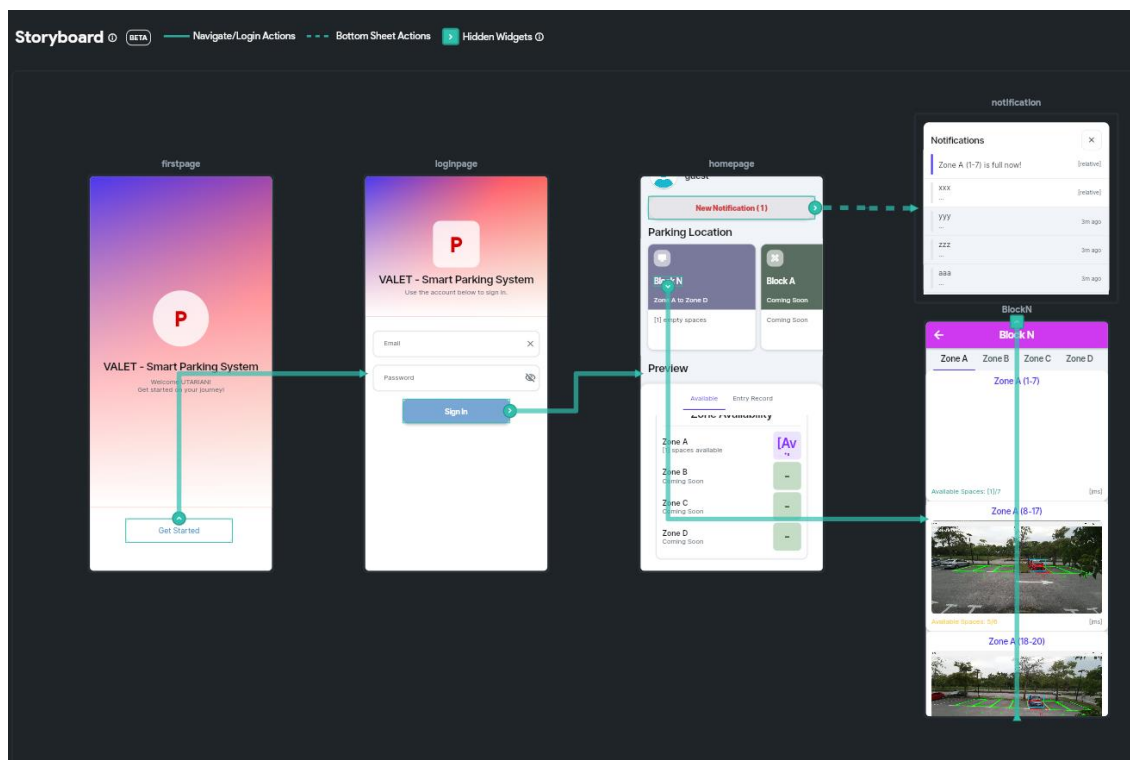 Storyboard
BETA
Navigate/Login Actions
Bottom Sheet Actions
Hidden Widgets
firstpage
P
VALET - Smart Parking System
Welcome UTARIAN!
Get started on your journey!
Get Started
loginpage
P
VALET - Smart Parking System
Use the account below to sign in.
Email
Password
Sign In
homepage
guest
New Notification (1)
Parking Location
Block N
Zone A to Zone D
[1] empty spaces
Block A
Coming Soon
Coming Soon
Preview
Available Entry Record
Zone Availability
Zone A
[1] spaces available
[Av
Zone B
Coming Soon
-
Zone C
Coming Soon
-
Zone D
Coming Soon
-
notification
Notifications
Zone A (1-7) is full now!
[relative]
xxx
...
[relative]
yyy
...
3m ago
zzz
...
3m ago
aaa
...
3m ago
BlockN
Block N
Zone A Zone B Zone C Zone D
Zone A (1-7)
Available Spaces: [1]/7
[jms]
Zone A (8-17)
Available Spaces: 5/8
[jms]
Zone A (18-20)